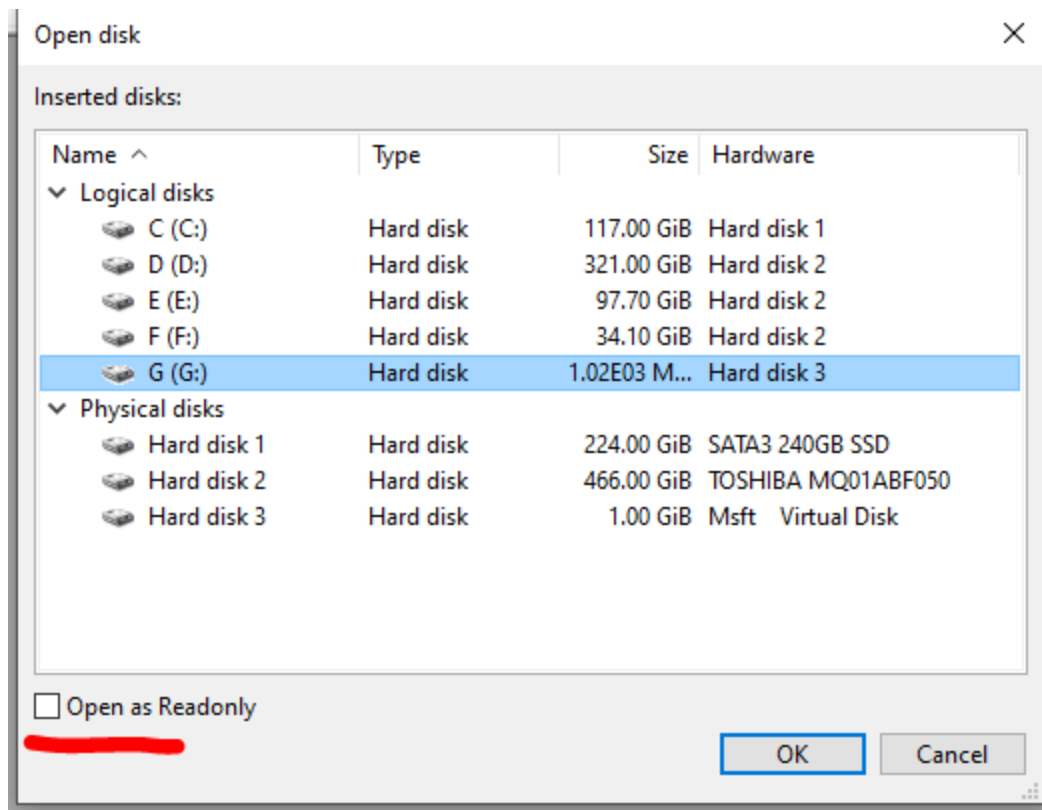 Open disk
Inserted disks:
Name Type Size Hardware
Logical disks
C (C:) Hard disk 117.00 GiB Hard disk 1
D (D:) Hard disk 321.00 GiB Hard disk 2
E (E:) Hard disk 97.70 GiB Hard disk 2
F (F:) Hard disk 34.10 GiB Hard disk 2
G (G:) Hard disk 1.02E03 M... Hard disk 3
Physical disks
Hard disk 1 Hard disk 224.00 GiB SATA3 240GB SSD
Hard disk 2 Hard disk 466.00 GiB TOSHIBA MQ01ABF050
Hard disk 3 Hard disk 1.00 GiB Msft Virtual Disk
Open as Readonly
OK Cancel